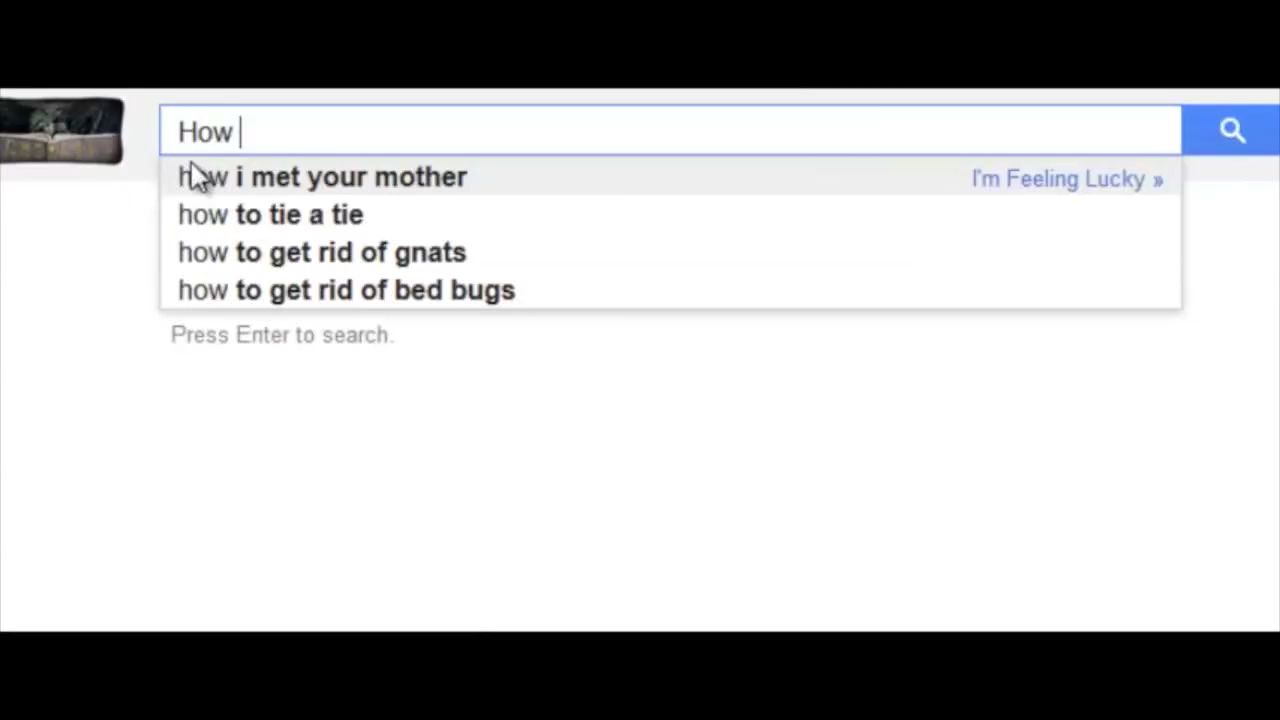 How
how i met your mother
I'm Feeling Lucky »
how to tie a tie
how to get rid of gnats
how to get rid of bed bugs
Press Enter to search.